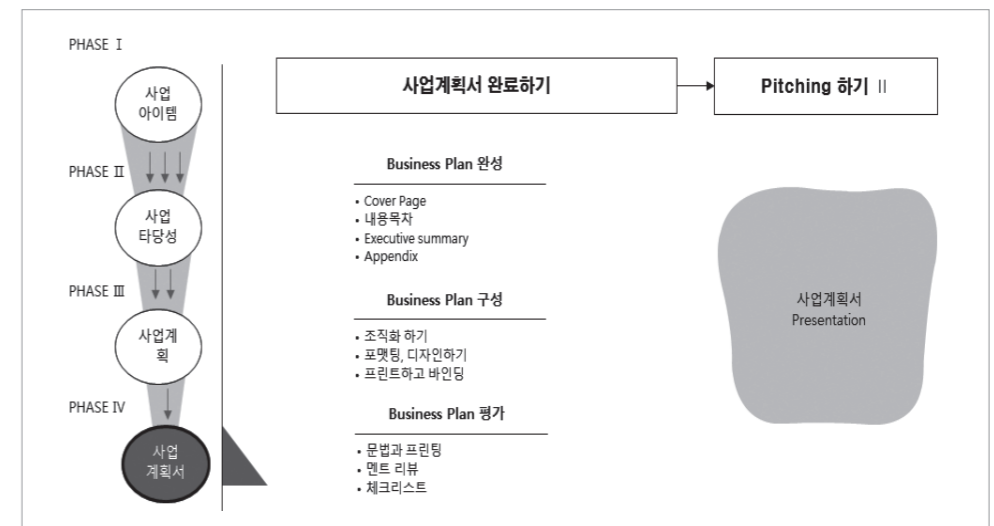 PHASE Ⅰ
사업
아이템
PHASE Ⅱ
사업
타당성
PHASE Ⅲ
사업계
획
PHASE Ⅳ
사업
계획서
사업계획서 완료하기
Pitching 하기 Ⅱ
Business Plan 완성
• Cover Page
• 내용목차
• Executive summary
• Appendix
Business Plan 구성
• 조직화 하기
• 포맷팅, 디자인하기
• 프린트하고 바인딩
Business Plan 평가
• 문법과 프린팅
• 멘트 리뷰
• 체크리스트
사업계획서
Presentation